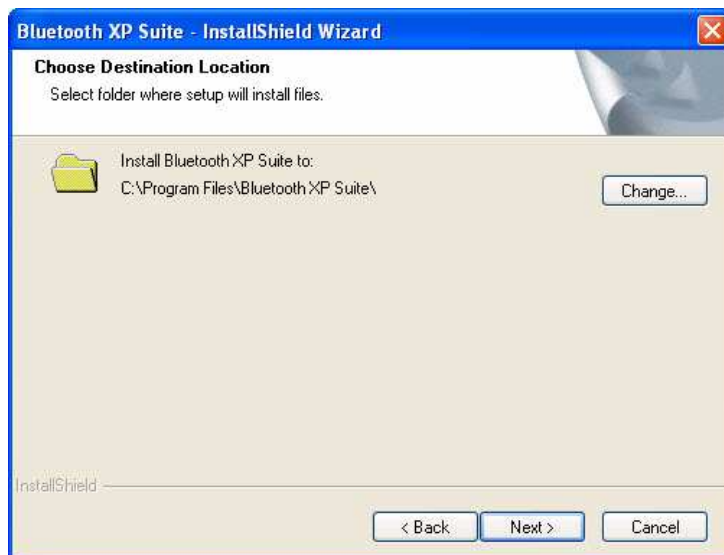 Bluetooth XP Suite - InstallShield Wizard
Choose Destination Location
Select folder where setup will install files.
Install Bluetooth XP Suite to:
C:\Program Files\Bluetooth XP Suite\
Change...
InstallShield
< Back
Next >
Cancel